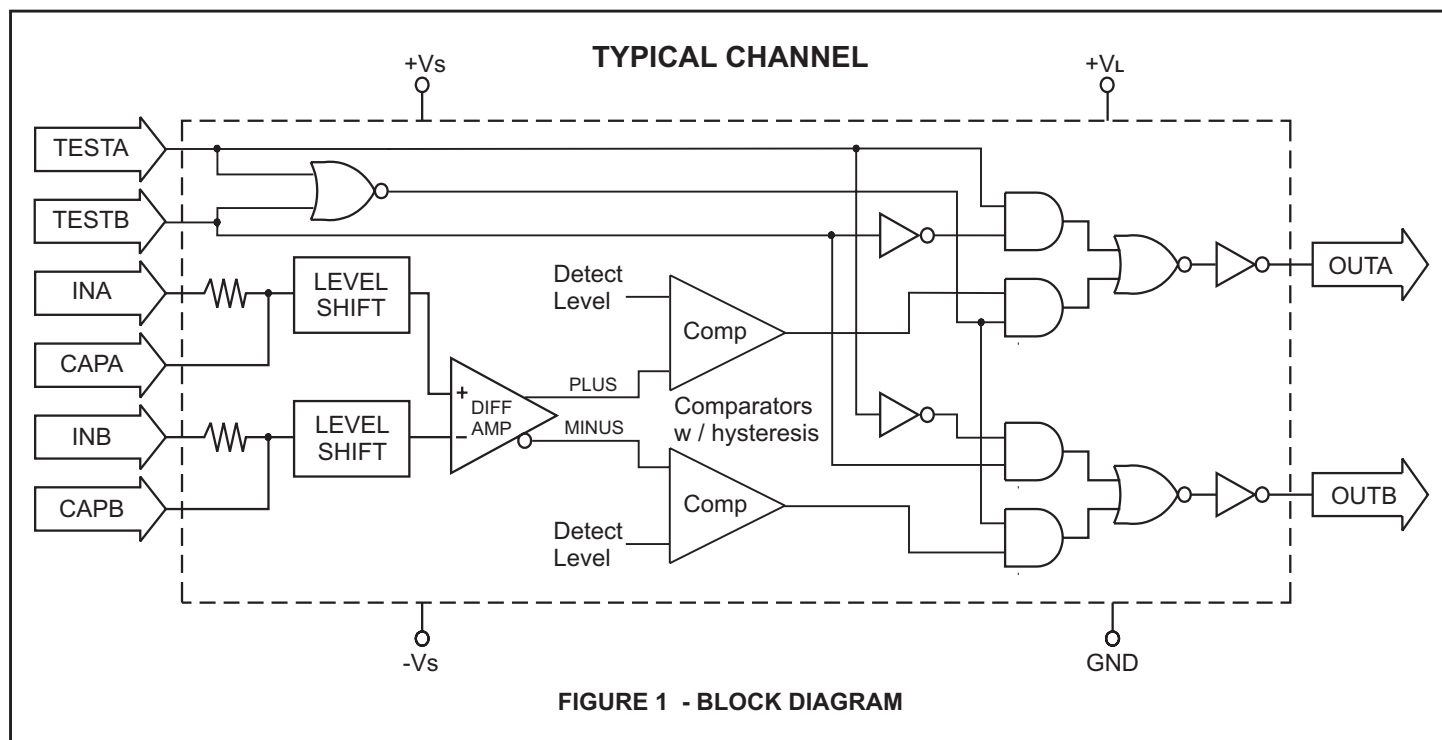 TYPICAL CHANNEL
+Vs
+VL
TESTA
TESTB
INA
CAPA
INB
CAPB
LEVEL
SHIFT
LEVEL
SHIFT
+
DIFF
AMP
−
PLUS
MINUS
Detect
Level
Comp
Comparators
w / hysteresis
Comp
Detect
Level
OUTA
OUTB
-Vs
GND
FIGURE 1 - BLOCK DIAGRAM